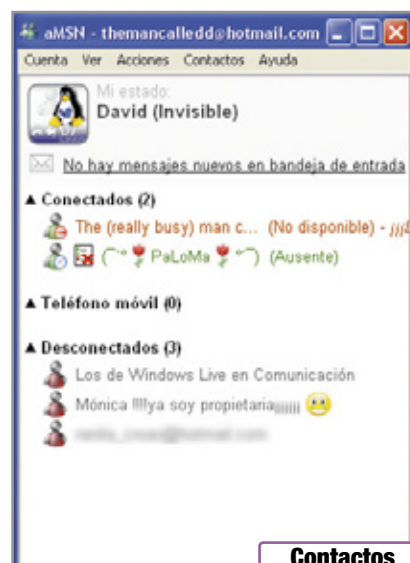 aMSN - themancalledd@hotmail.com
Cuenta Ver Acciones Contactos Ayuda
Mi estado:
David (Invisible)
No hay mensajes nuevos en bandeja de entrada
▲ Conectados (2)
The (really busy) man c... (No disponible) - ¡¡¡
(¯`° 🌹 PaLoMa 🌹 °´¯) (Ausente)
▲ Teléfono móvil (0)
▲ Desconectados (3)
Los de Windows Live en Comunicación
Mónica !!!!ya soy propietaria¡¡¡¡¡¡
Contactos